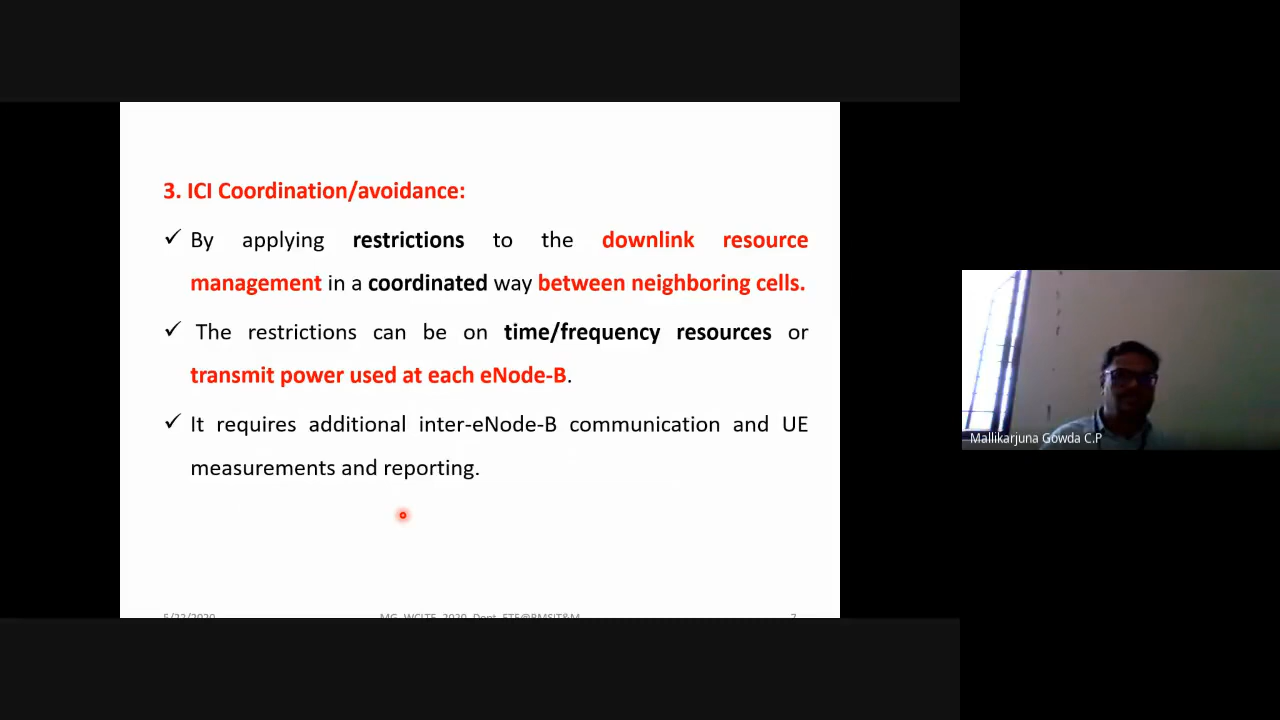 3. ICI Coordination/avoidance:
✓ By applying restrictions to the downlink resource
management in a coordinated way between neighboring cells.
✓ The restrictions can be on time/frequency resources or
transmit power used at each eNode-B.
✓ It requires additional inter-eNode-B communication and UE
measurements and reporting.
Mallikarjuna Gowda C.P